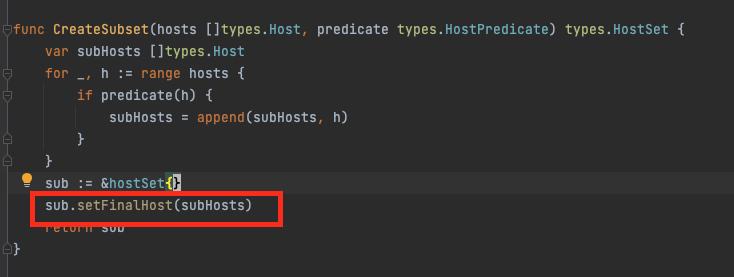 func CreateSubset(hosts []types.Host, predicate types.HostPredicate) types.HostSet {
var subHosts []types.Host
for _, h := range hosts {
if predicate(h) {
subHosts = append(subHosts, h)
}
}
sub := &hostSet{}
sub.setFinalHost(subHosts)
return sub
}